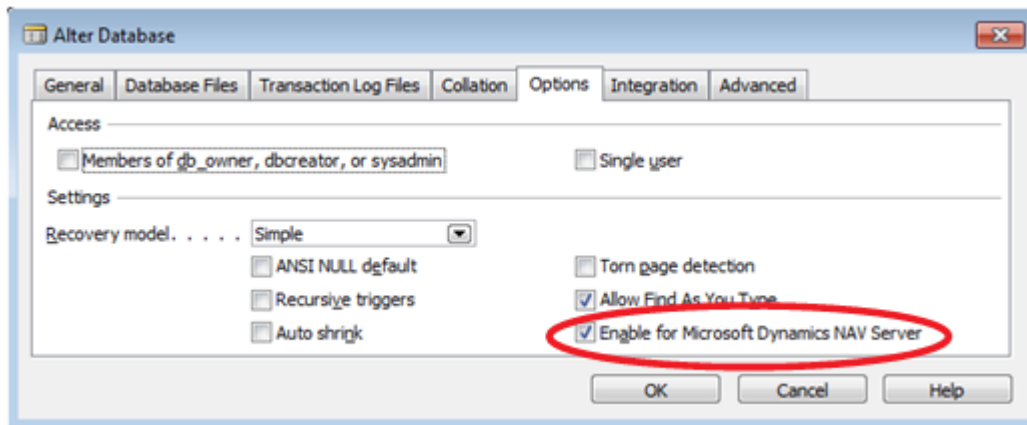 Alter Database
General Database Files Transaction Log Files Collation Options Integration Advanced
Access
Members of db_owner, dbcreator, or sysadmin Single user
Settings
Recovery model. . . . . Simple
ANSI NULL default Torn page detection
Recursive triggers Allow Find As You Type
Auto shrink Enable for Microsoft Dynamics NAV Server
OK Cancel Help